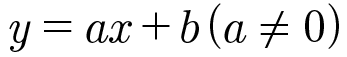 y = ax + b (a ≠ 0)